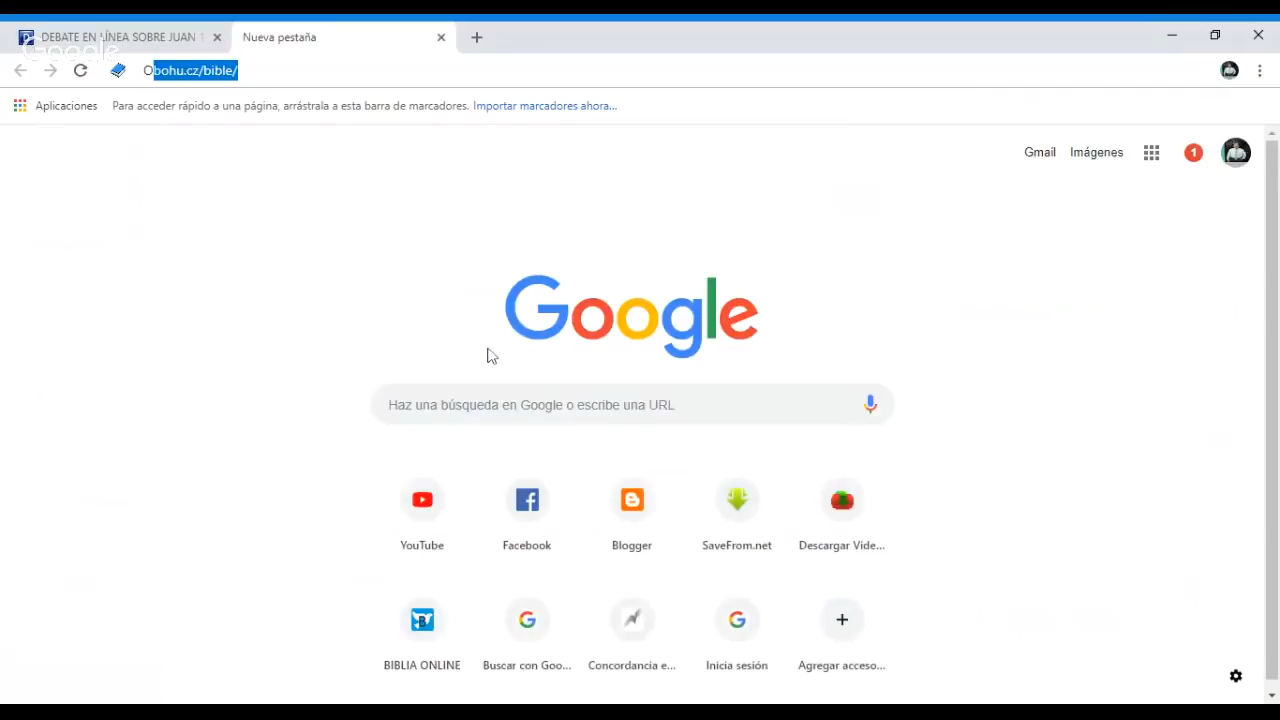 DEBATE EN LÍNEA SOBRE JUAN 1
Nueva pestaña
Google
Obohu.cz/bible/
Aplicaciones
Para acceder rápido a una página, arrástrala a esta barra de marcadores. Importar marcadores ahora...
Gmail
Imágenes
1
Google
Haz una búsqueda en Google o escribe una URL
YouTube
Facebook
Blogger
SaveFrom.net
Descargar Vide...
BIBLIA ONLINE
Buscar con Goo...
Concordancia e...
Inicia sesión
Agregar acceso...